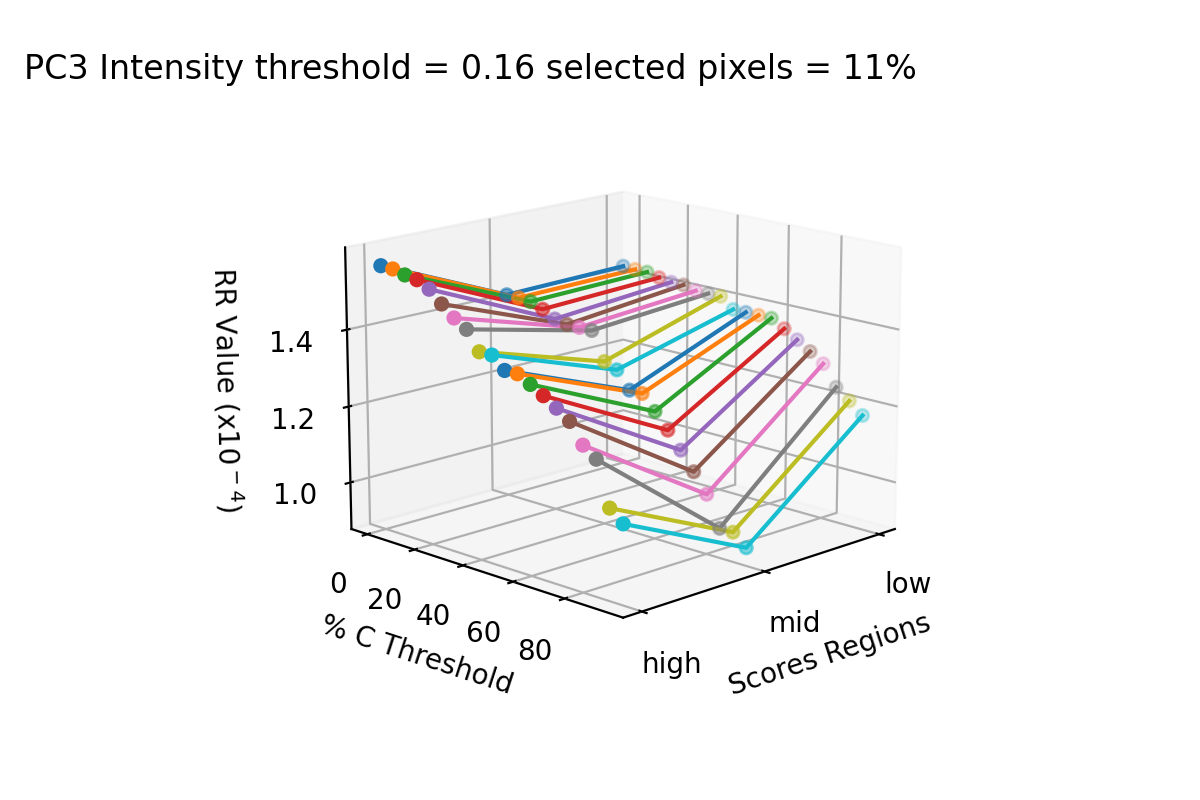 PC3 Intensity threshold = 0.16 selected pixels = 11%
RR Value (x10⁻⁴)
1.4
1.2
1.0
0
20
40
60
80
% C Threshold
high
mid
low
Scores Regions